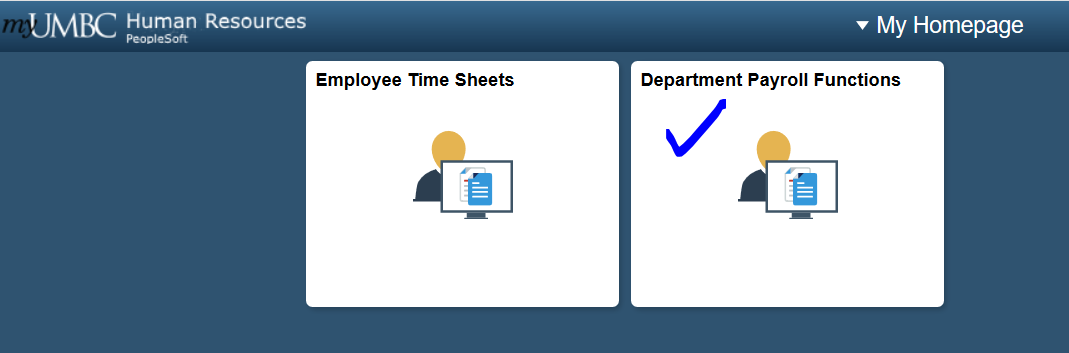 myUMBC Human Resources
PeopleSoft
My Homepage
Employee Time Sheets
Department Payroll Functions